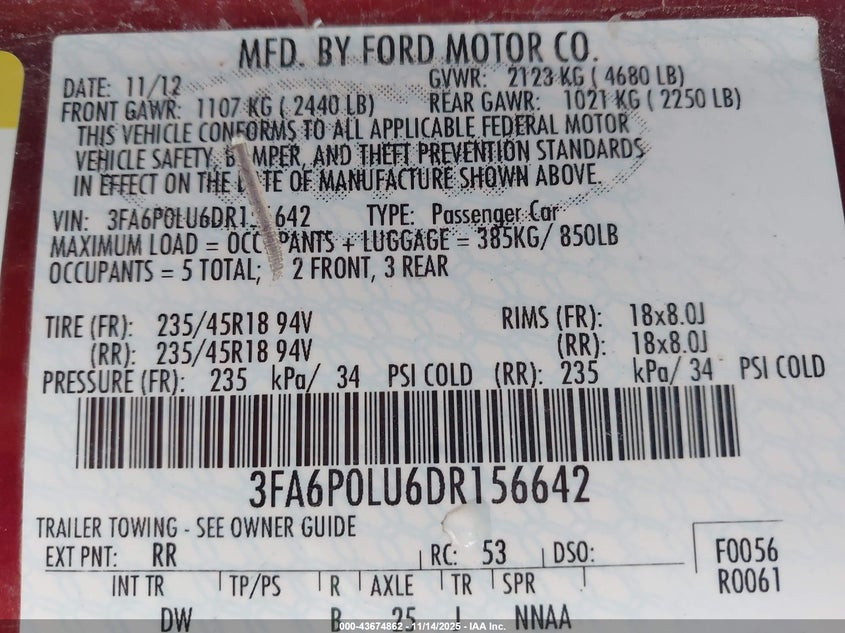 MFD. BY FORD MOTOR CO.
DATE: 11/12 GVWR: 2123 KG ( 4680 LB)
FRONT GAWR: 1107 KG ( 2440 LB) REAR GAWR: 1021 KG ( 2250 LB)
THIS VEHICLE CONFORMS TO ALL APPLICABLE FEDERAL MOTOR
VEHICLE SAFETY, B MPER, AND THEFT PREVENTION STANDARDS
IN EFFECT ON THE D TE OF MANUFACTURE SHOWN ABOVE.
VIN: 3FA6P0LU6DR15 642 TYPE: Passenger Car
MAXIMUM LOAD = OCC PANTS + LUGGAGE = 385KG/ 850LB
OCCUPANTS = 5 TOTAL; 2 FRONT, 3 REAR
TIRE (FR): 235/45R18 94V RIMS (FR): 18x8.0J
(RR): 235/45R18 94V (RR): 18x8.0J
PRESSURE (FR): 235 kPa/ 34 PSI COLD (RR): 235 kPa/ 34 PSI COLD
3FA6P0LU6DR156642
TRAILER TOWING - SEE OWNER GUIDE
EXT PNT: RR RC: 53 DSO: F0056
INT TR TP/PS R AXLE TR SPR R0061
DW B 25 NNAA
000-43674862 - 11/14/2025 - IAA Inc.